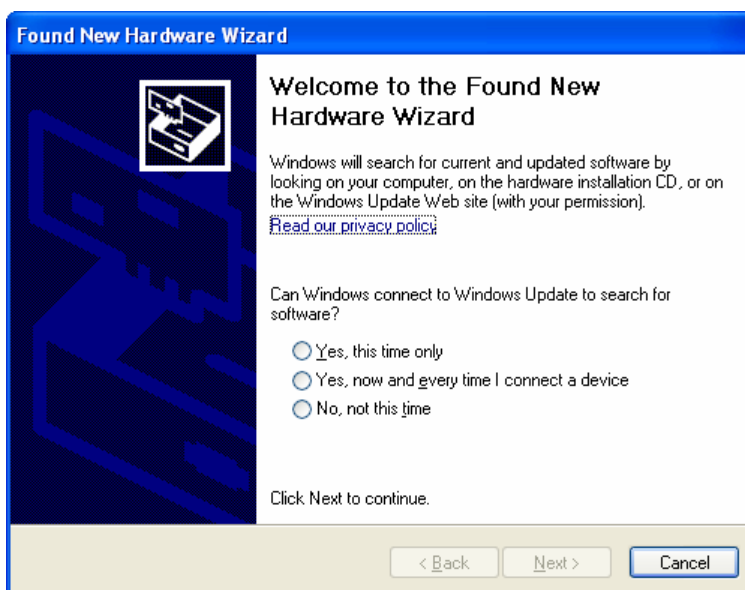 Found New Hardware Wizard
Welcome to the Found New
Hardware Wizard
Windows will search for current and updated software by
looking on your computer, on the hardware installation CD, or on
the Windows Update Web site (with your permission).
Read our privacy policy
Can Windows connect to Windows Update to search for
software?
Yes, this time only
Yes, now and every time I connect a device
No, not this time
Click Next to continue.
< Back Next > Cancel